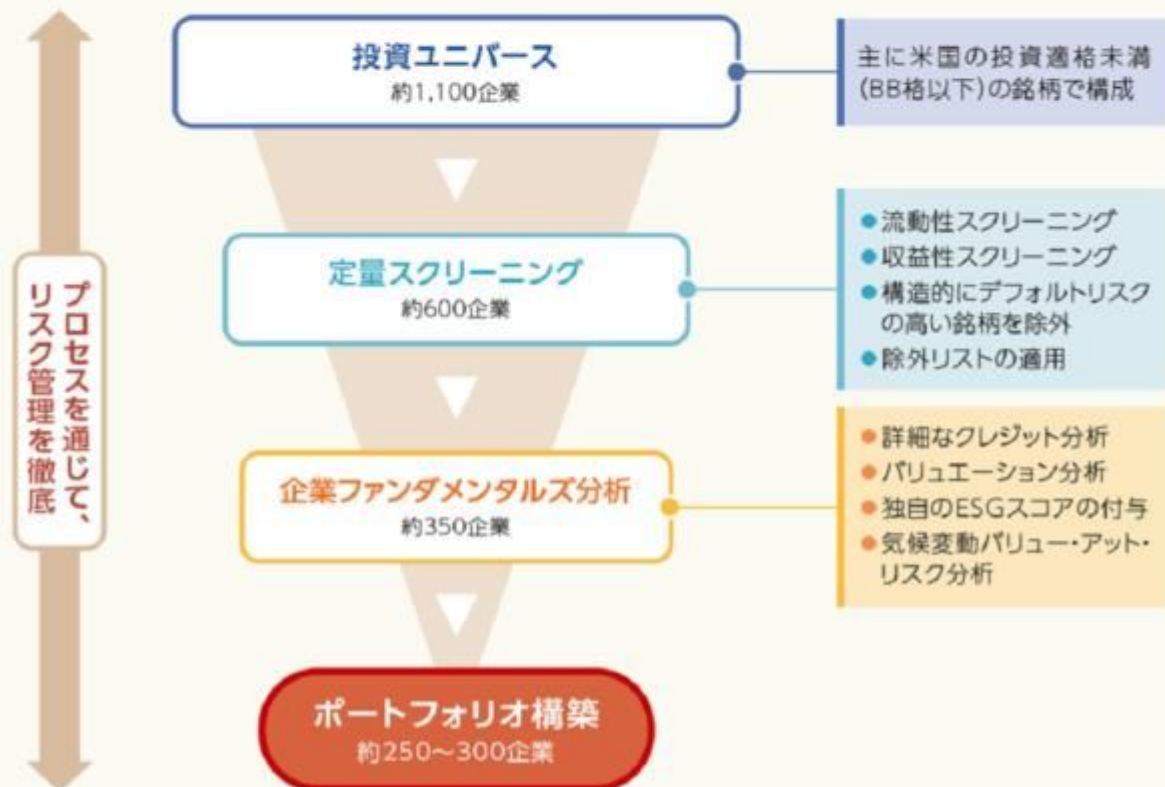 投資ユニバース
約1,100企業
主に米国の投資適格未満
(BB格以下)の銘柄で構成
定量スクリーニング
約600企業
●流動性スクリーニング
●収益性スクリーニング
●構造的にデフォルトリスク
の高い銘柄を除外
●除外リストの適用
プロセスを通じて、
リスク管理を徹底
企業ファンダメンタルズ分析
約350企業
●詳細なクレジット分析
●バリュエーション分析
●独自のESGスコアの付与
●気候変動バリュー・アット・
リスク分析
ポートフォリオ構築
約250～300企業